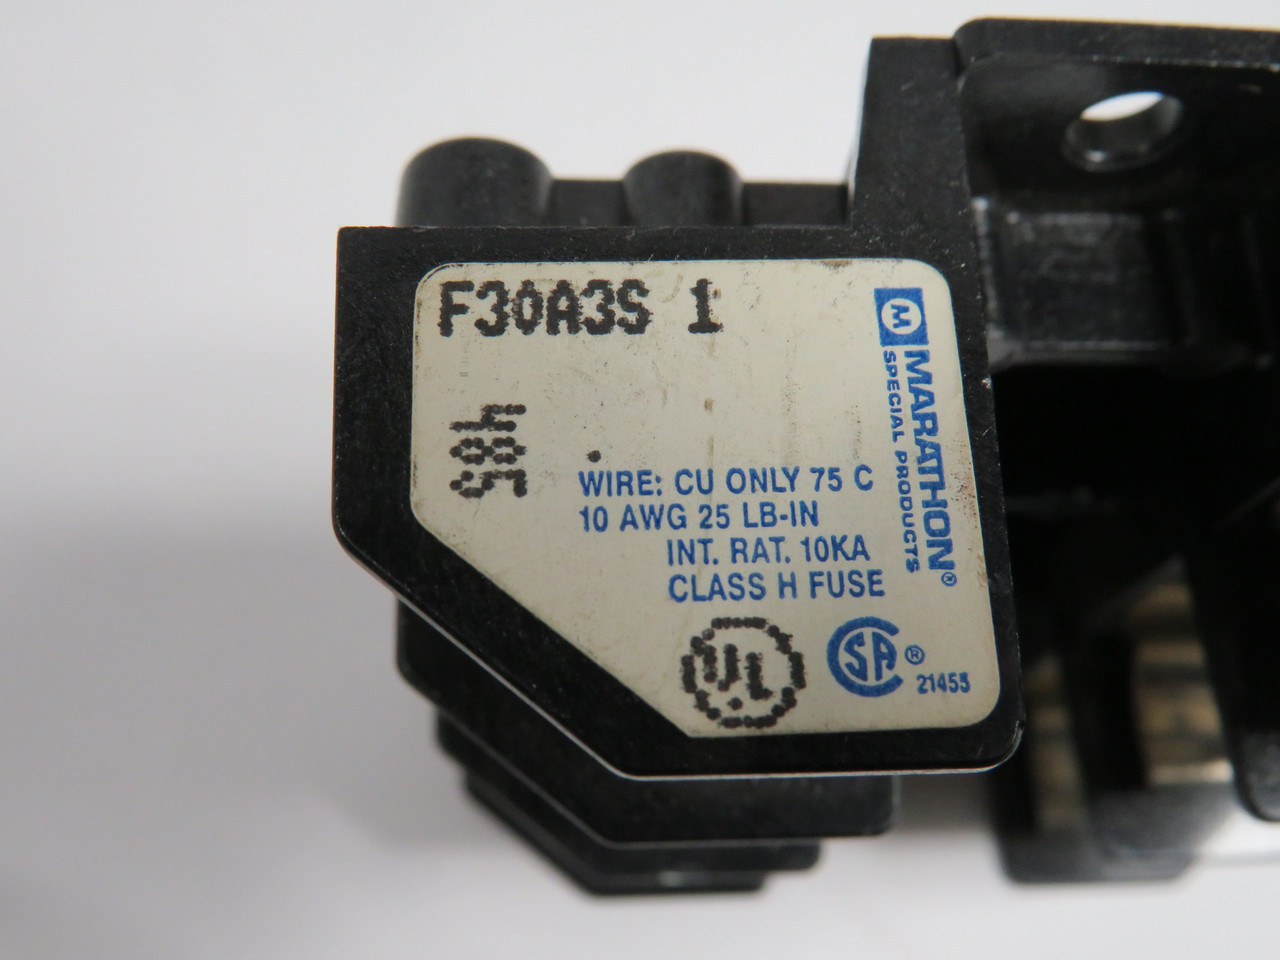 F30A3S 1
485
WIRE: CU ONLY 75 C
10 AWG 25 LB-IN
INT. RAT. 10KA
CLASS H FUSE
M
MARATHON®
SPECIAL PRODUCTS
UL
SA®
21455